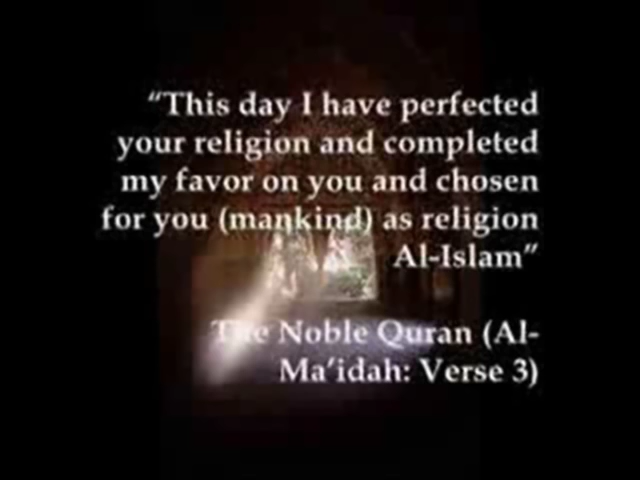 “This day I have perfected
your religion and completed
my favor on you and chosen
for you (mankind) as religion
Al-Islam”
The Noble Quran (Al-
Ma’idah: Verse 3)